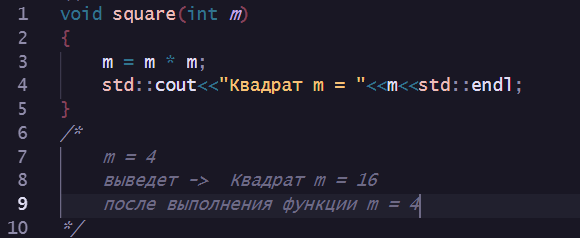 1 void square(int m)
2 {
3 m = m * m;
4 std::cout<<"Квадрат m = "<<m<<std::endl;
5 }
6 /*
7 m = 4
8 выведет -> Квадрат m = 16
9 после выполнения функции m = 4
10 */